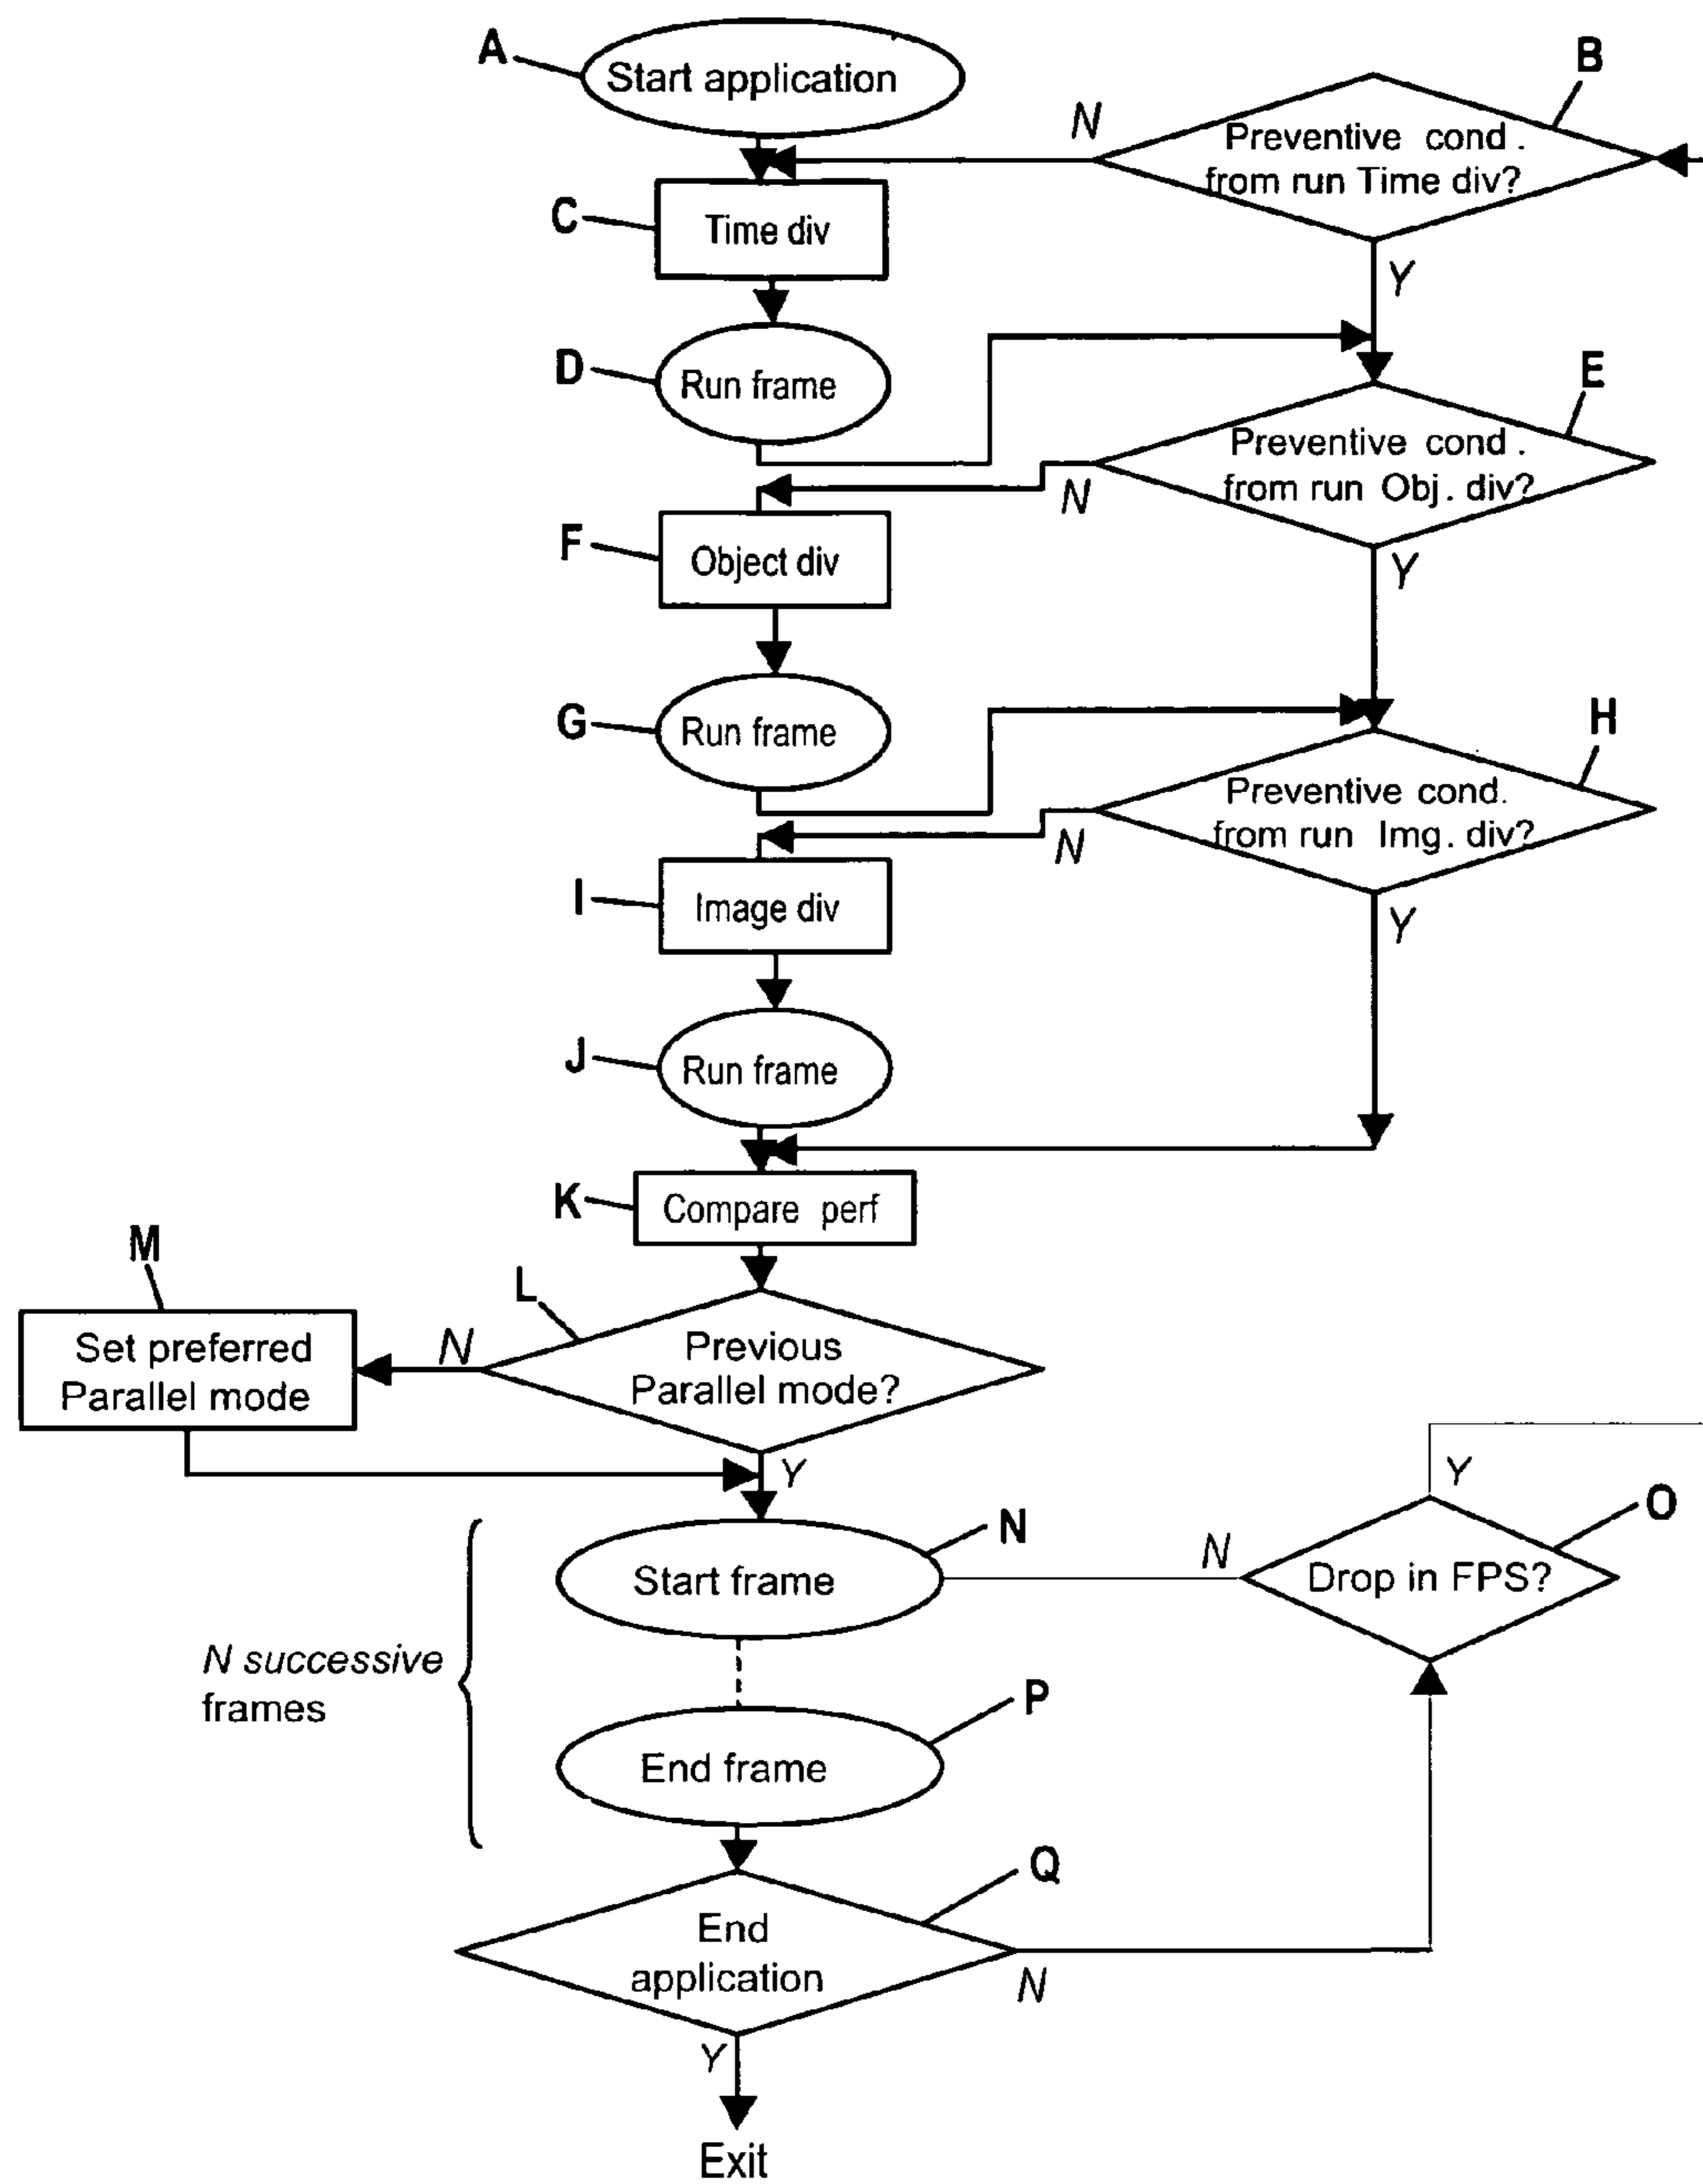 A
Start application
B
N
Preventive cond.
from run Time div?
C
Time div
Y
D
Run frame
E
Preventive cond.
from run Obj. div?
N
F
Object div
Y
G
Run frame
H
Preventive cond.
from run Img. div?
N
I
Image div
Y
J
Run frame
K
Compare perf
M
L
Set preferred
Parallel mode
N
Previous
Parallel mode?
Y
Y
O
N
Start frame
N
Drop in FPS?
N successive
frames
P
End frame
Q
End
application
N
Y
Exit